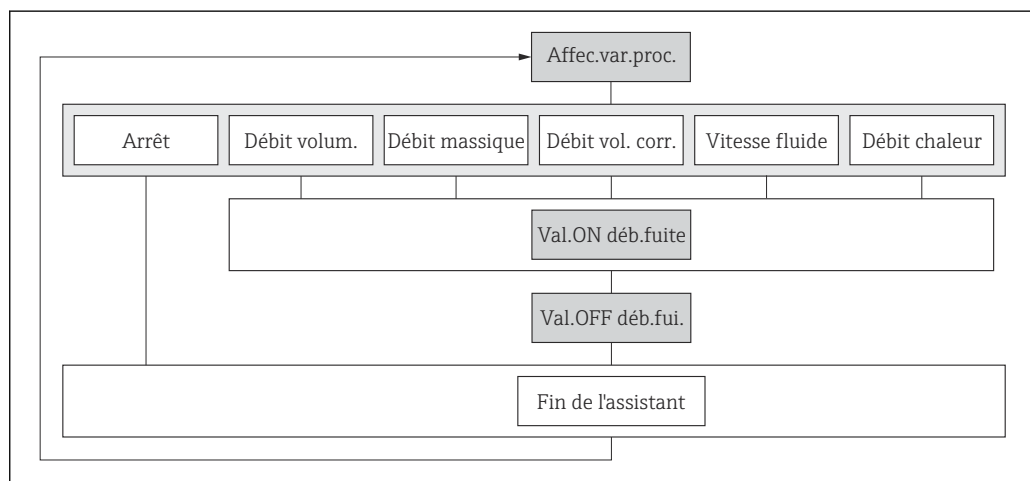 Affec.var.proc.
Arrêt
Débit volum.
Débit massique
Débit vol. corr.
Vitesse fluide
Débit chaleur
Val.ON déb.fuite
Val.OFF déb.fui.
Fin de l'assistant